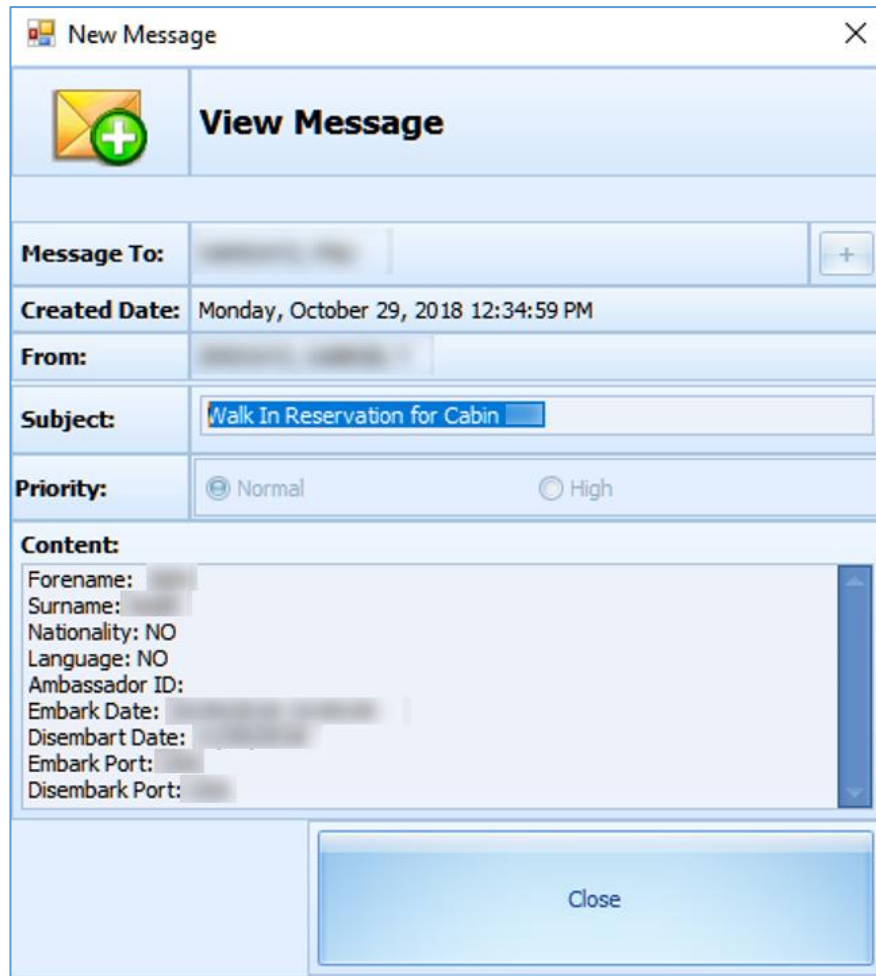 New Message
View Message
Message To:
+
Created Date: Monday, October 29, 2018 12:34:59 PM
From:
Subject: Walk In Reservation for Cabin
Priority: Normal High
Content:
Forename:
Surname:
Nationality: NO
Language: NO
Ambassador ID:
Embark Date:
Disembart Date:
Embark Port:
Disembark Port:
Close